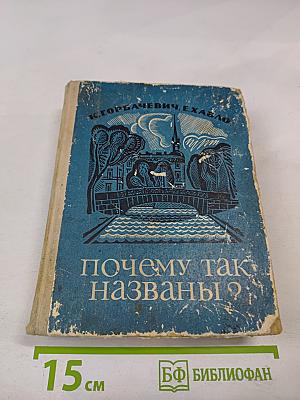 К. ГОРБАЧЕВИЧ, Е. ХАБЛО
ПОЧЕМУ ТАК
НАЗВАНЫ?
15 см
БФ БИБЛИОФАН